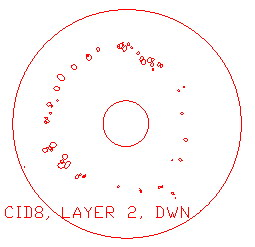 CID8, LAYER 2, DWN